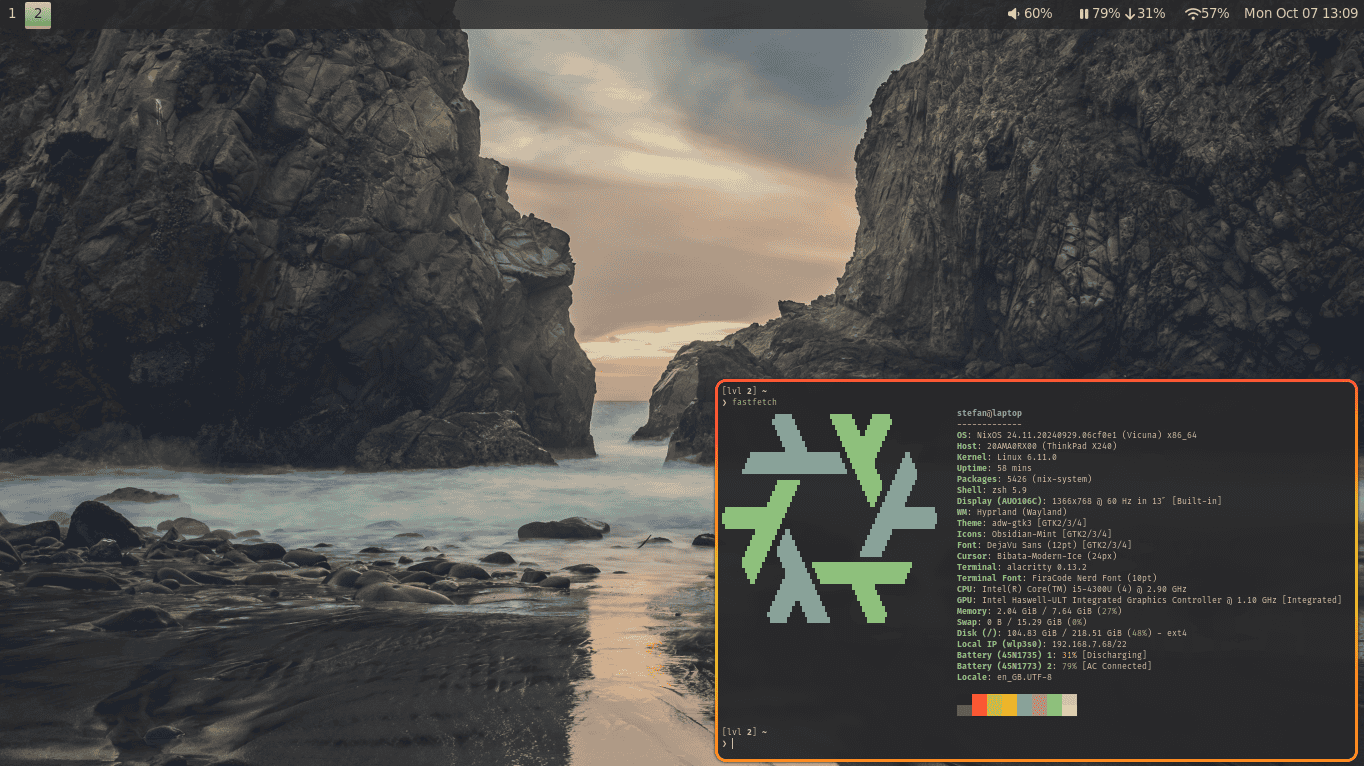 1 2 60% 79% 31% 57% Mon Oct 07 13:09
[lvl 2] ~
❯ fastfetch
stefan@laptop
-------------
OS: NixOS 24.11.20240929.06cf0e1 (Vicuna) x86_64
Host: 20AMA0RX00 (ThinkPad X240)
Kernel: Linux 6.11.0
Uptime: 58 mins
Packages: 5426 (nix-system)
Shell: zsh 5.9
Display (AUO106C): 1366x768 @ 60 Hz in 13″ [Built-in]
WM: Hyprland (Wayland)
Theme: adw-gtk3 [GTK2/3/4]
Icons: Obsidian-Mint [GTK2/3/4]
Font: DejaVu Sans (12pt) [GTK2/3/4]
Cursor: Bibata-Modern-Ice (24px)
Terminal: alacritty 0.13.2
Terminal Font: FiraCode Nerd Font (10pt)
CPU: Intel(R) Core(TM) i5-4300U (4) @ 2.90 GHz
GPU: Intel Haswell-ULT Integrated Graphics Controller @ 1.10 GHz [Integrated]
Memory: 2.04 GiB / 7.64 GiB (27%)
Swap: 0 B / 15.29 GiB (0%)
Disk (/): 104.83 GiB / 218.51 GiB (48%) - ext4
Local IP (wlp3s0): 192.168.7.68/22
Battery (45N1735) 1: 31% [Discharging]
Battery (45N1773) 2: 79% [AC Connected]
Locale: en_GB.UTF-8
[lvl 2] ~
❯